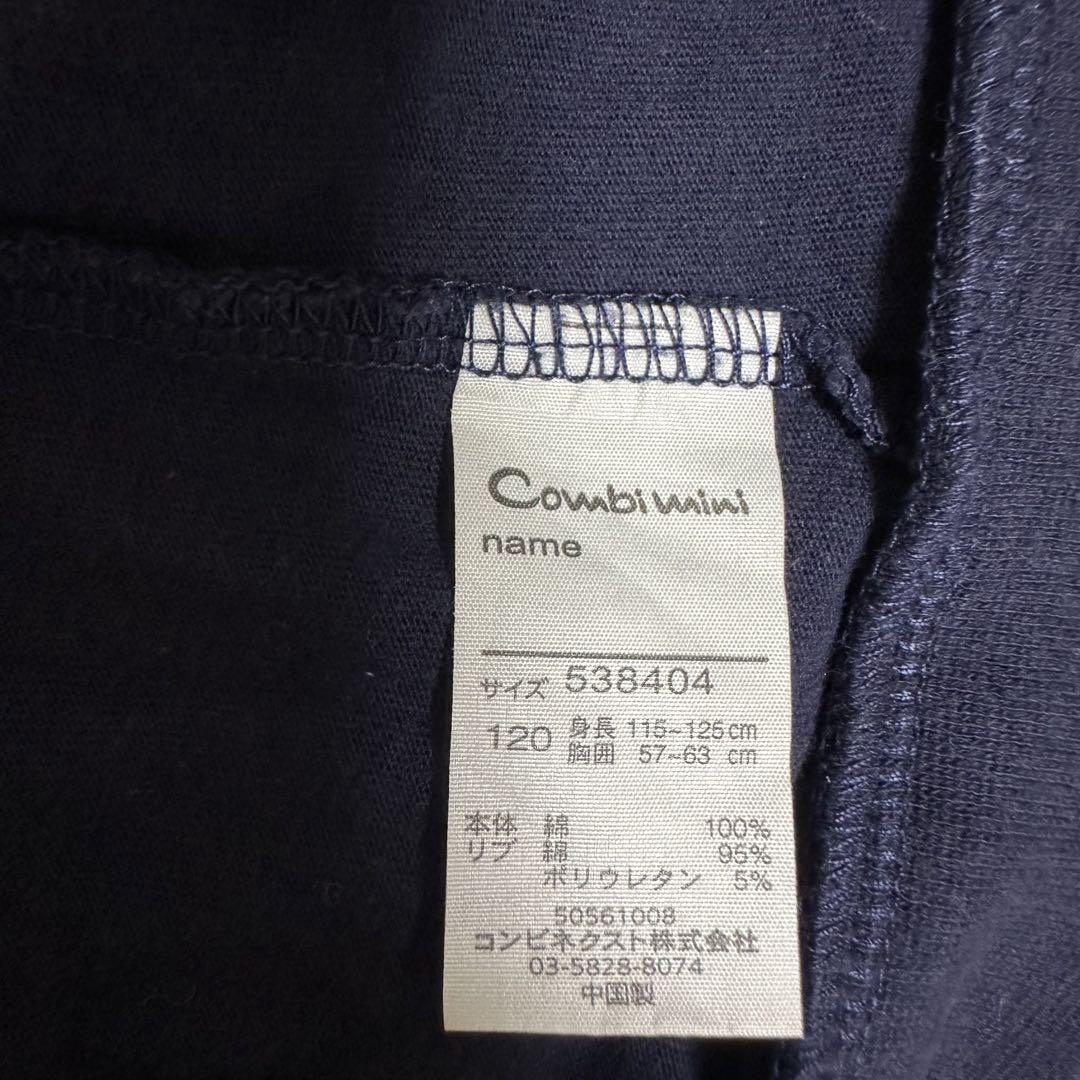 Combimini
name
サイズ 538404
120 身長 115~125cm
胸囲 57~63 cm
本体 綿 100%
リブ 綿 95%
ポリウレタン 5%
50561008
コンビネクスト株式会社
03-5828-8074
中国製